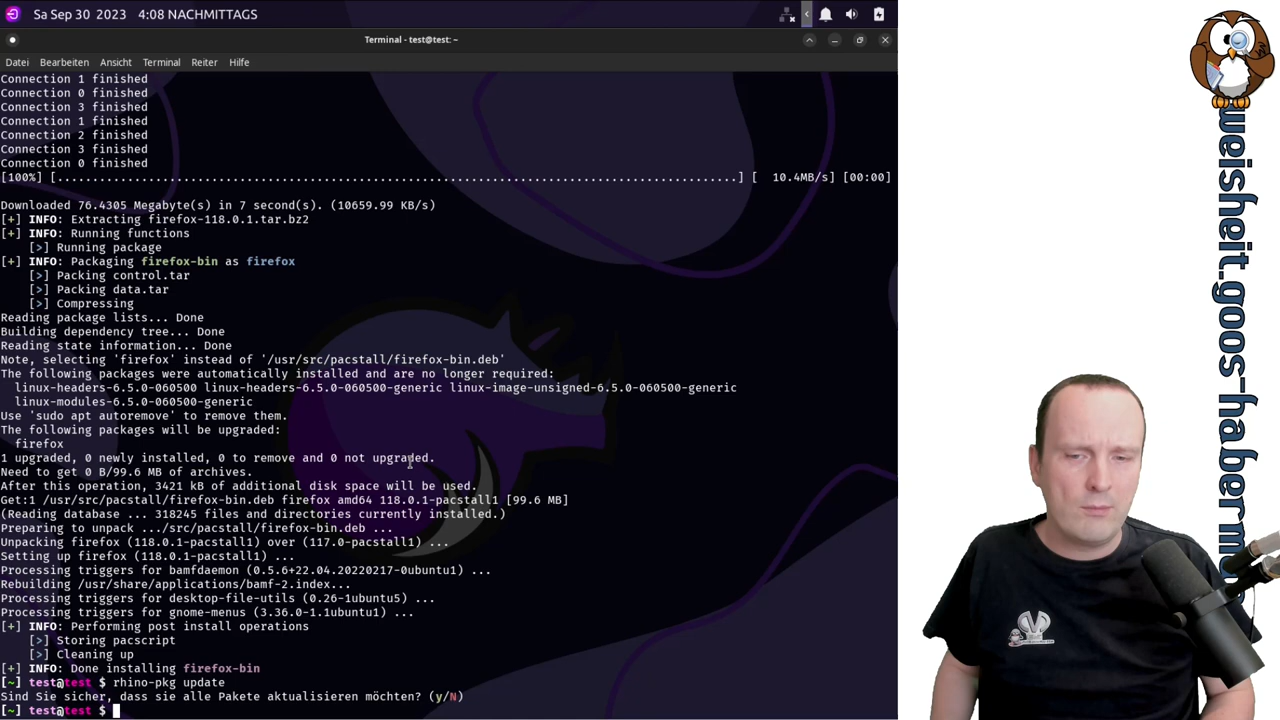 Sa Sep 30 2023 4:08 NACHMITTAGS
Terminal - test@test: ~
Datei Bearbeiten Ansicht Terminal Reiter Hilfe
Connection 1 finished
Connection 0 finished
Connection 3 finished
Connection 1 finished
Connection 2 finished
Connection 3 finished
Connection 0 finished
[100%] [..................................................................................................] [ 10.4MB/s] [00:00]
Downloaded 76.4305 Megabyte(s) in 7 second(s). (10659.99 KB/s)
[+] INFO: Extracting firefox-118.0.1.tar.bz2
[+] INFO: Running functions
[>] Running package
[+] INFO: Packaging firefox-bin as firefox
[>] Packing control.tar
[>] Packing data.tar
[>] Compressing
Reading package lists... Done
Building dependency tree... Done
Reading state information... Done
Note, selecting 'firefox' instead of '/usr/src/pacstall/firefox-bin.deb'
The following packages were automatically installed and are no longer required:
linux-headers-6.5.0-060500 linux-headers-6.5.0-060500-generic linux-image-unsigned-6.5.0-060500-generic
linux-modules-6.5.0-060500-generic
Use 'sudo apt autoremove' to remove them.
The following packages will be upgraded:
firefox
1 upgraded, 0 newly installed, 0 to remove and 0 not upgraded.
Need to get 0 B/99.6 MB of archives.
After this operation, 3421 kB of additional disk space will be used.
Get:1 /usr/src/pacstall/firefox-bin.deb firefox amd64 118.0.1-pacstall1 [99.6 MB]
(Reading database ... 318245 files and directories currently installed.)
Preparing to unpack .../src/pacstall/firefox-bin.deb ...
Unpacking firefox (118.0.1-pacstall1) over (117.0-pacstall1) ...
Setting up firefox (118.0.1-pacstall1) ...
Processing triggers for bamfdaemon (0.5.6+22.04.20220217-0ubuntu1) ...
Rebuilding /usr/share/applications/bamf-2.index...
Processing triggers for desktop-file-utils (0.26-1ubuntu5) ...
Processing triggers for gnome-menus (3.36.0-1.1ubuntu1) ...
[+] INFO: Performing post install operations
[>] Storing pacscript
[>] Cleaning up
[+] INFO: Done installing firefox-bin
[~] test@test $ rhino-pkg update
Sind Sie sicher, dass sie alle Pakete aktualisieren möchten? (y/N)
[~] test@test $
weisheit.goos-haberm